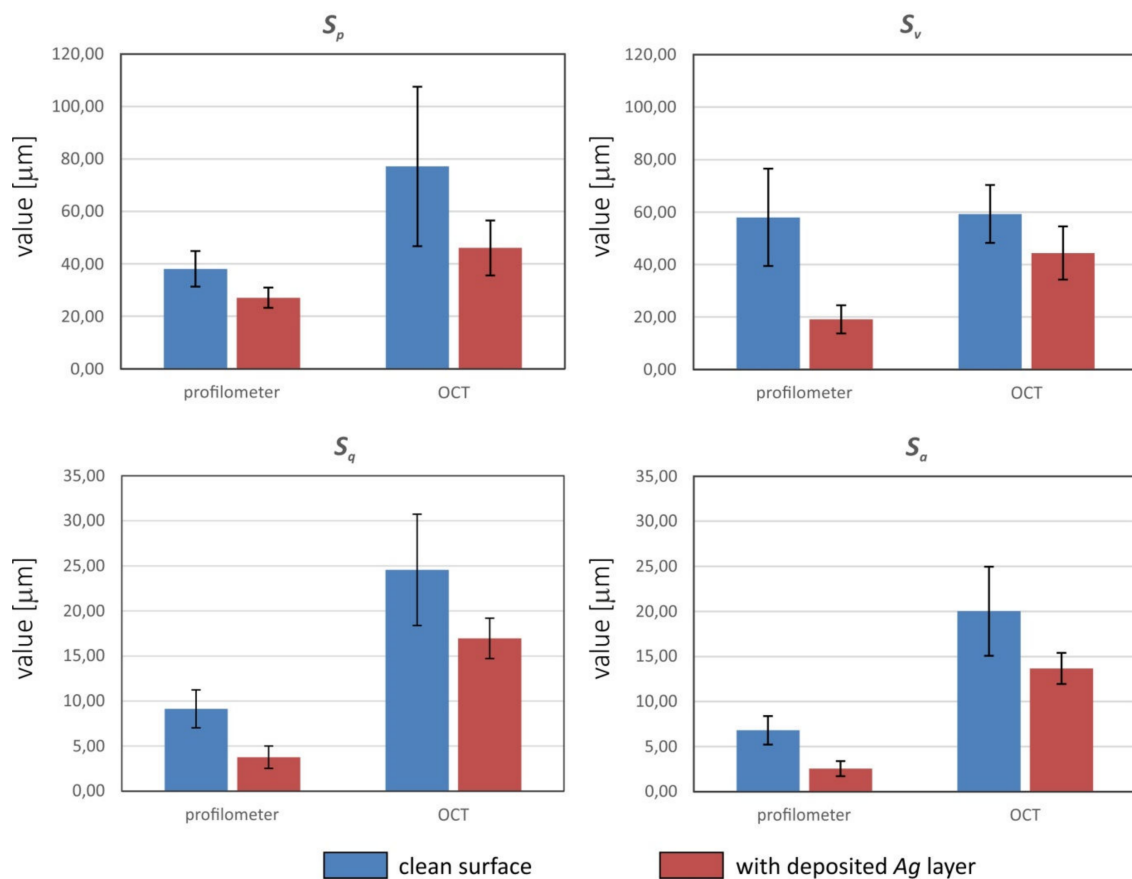 S_p
value [μm]
120,00
100,00
80,00
60,00
40,00
20,00
0,00
profilometer
OCT
S_v
value [μm]
120,00
100,00
80,00
60,00
40,00
20,00
0,00
profilometer
OCT
S_q
value [μm]
35,00
30,00
25,00
20,00
15,00
10,00
5,00
0,00
profilometer
OCT
S_a
value [μm]
35,00
30,00
25,00
20,00
15,00
10,00
5,00
0,00
profilometer
OCT
clean surface
with deposited Ag layer